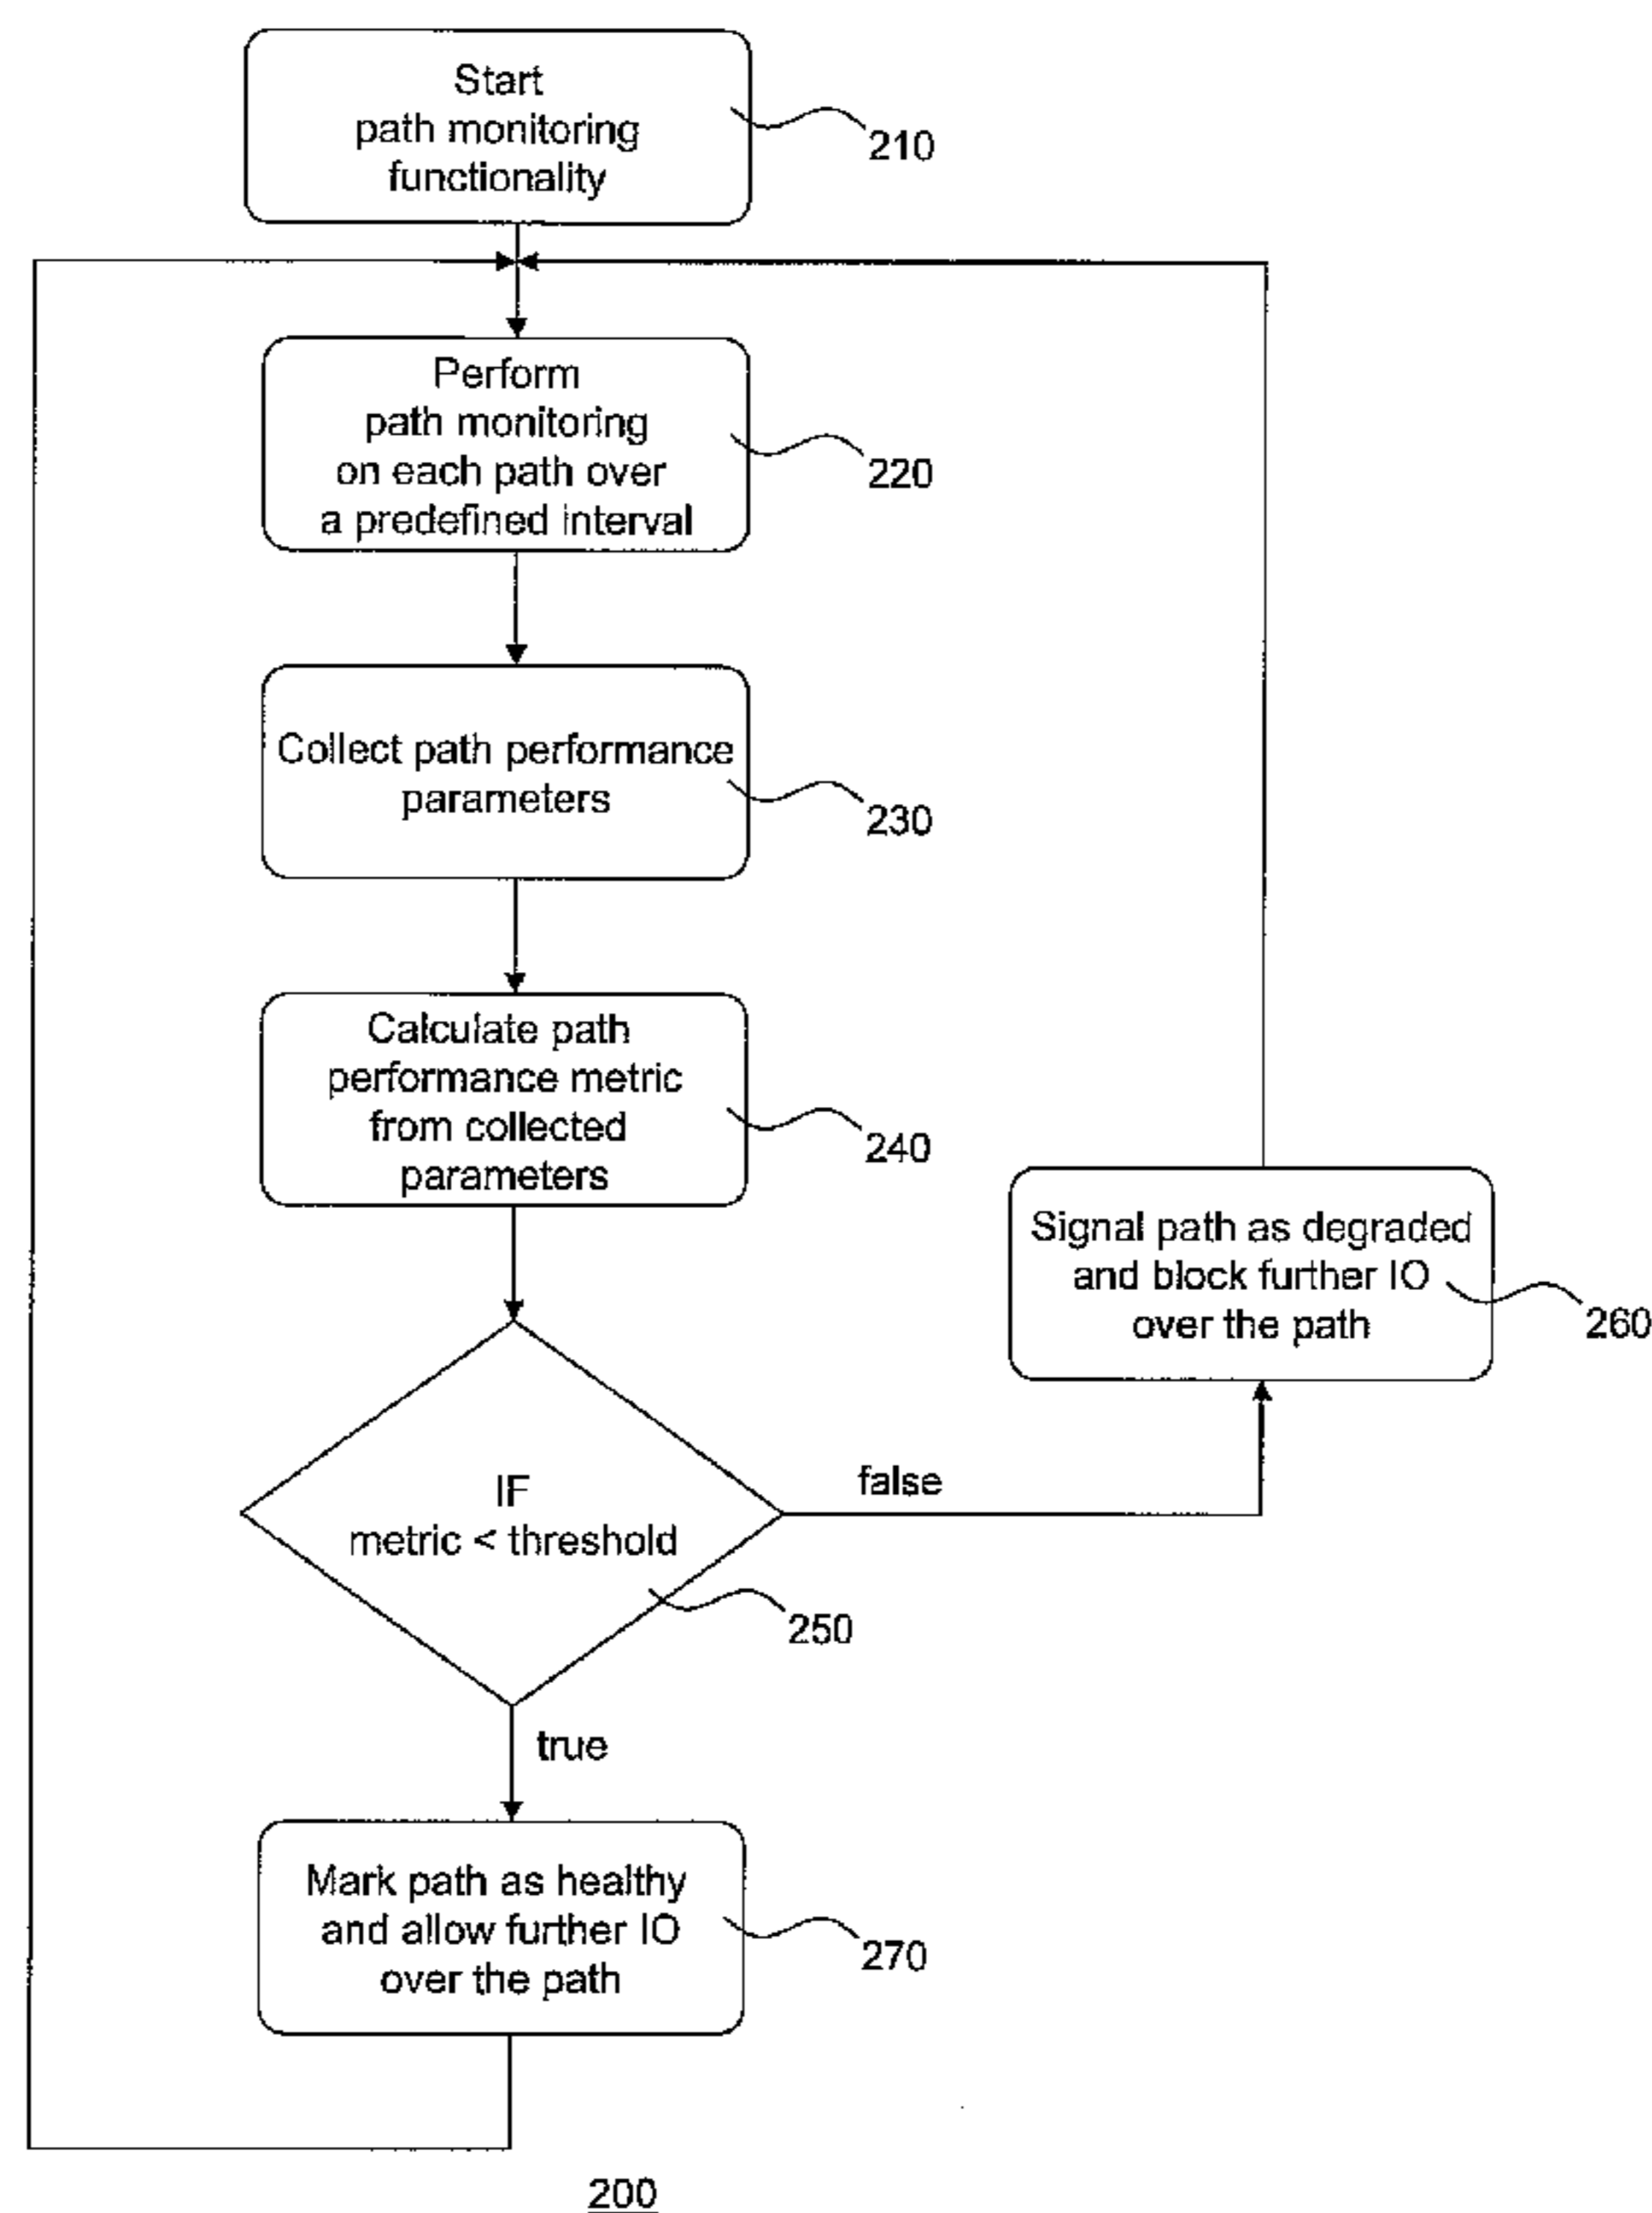 Start
path monitoring
functionality
210
Perform
path monitoring
on each path over
a predefined interval
220
Collect path performance
parameters
230
Calculate path
performance metric
from collected
parameters
240
Signal path as degraded
and block further IO
over the path
260
IF
metric < threshold
false
250
true
Mark path as healthy
and allow further IO
over the path
270
200